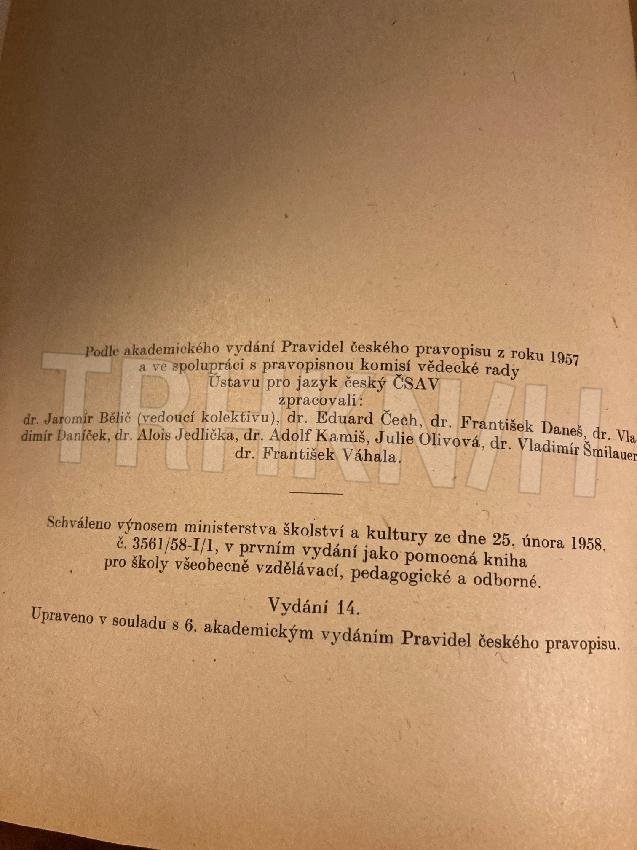 Podle akademického vydání Pravidel českého pravopisu z roku 1957
a ve spolupráci s pravopisnou komisí vědecké rady
Ústavu pro jazyk český ČSAV
zpracovali:
dr. Jaromír Bělič (vedoucí kolektivu), dr. Eduard Čech, dr. František Daneš, dr. Vla-
dimír Daníček, dr. Alois Jedlička, dr. Adolf Kamiš, Julie Olivová, dr. Vladimír Šmilauer
dr. František Váhala.
Schváleno výnosem ministerstva školství a kultury ze dne 25. února 1958,
č. 3561/58-I/1, v prvním vydání jako pomocná kniha
pro školy všeobecně vzdělávací, pedagogické a odborné.
Vydání 14.
Upraveno v souladu s 6. akademickým vydáním Pravidel českého pravopisu.